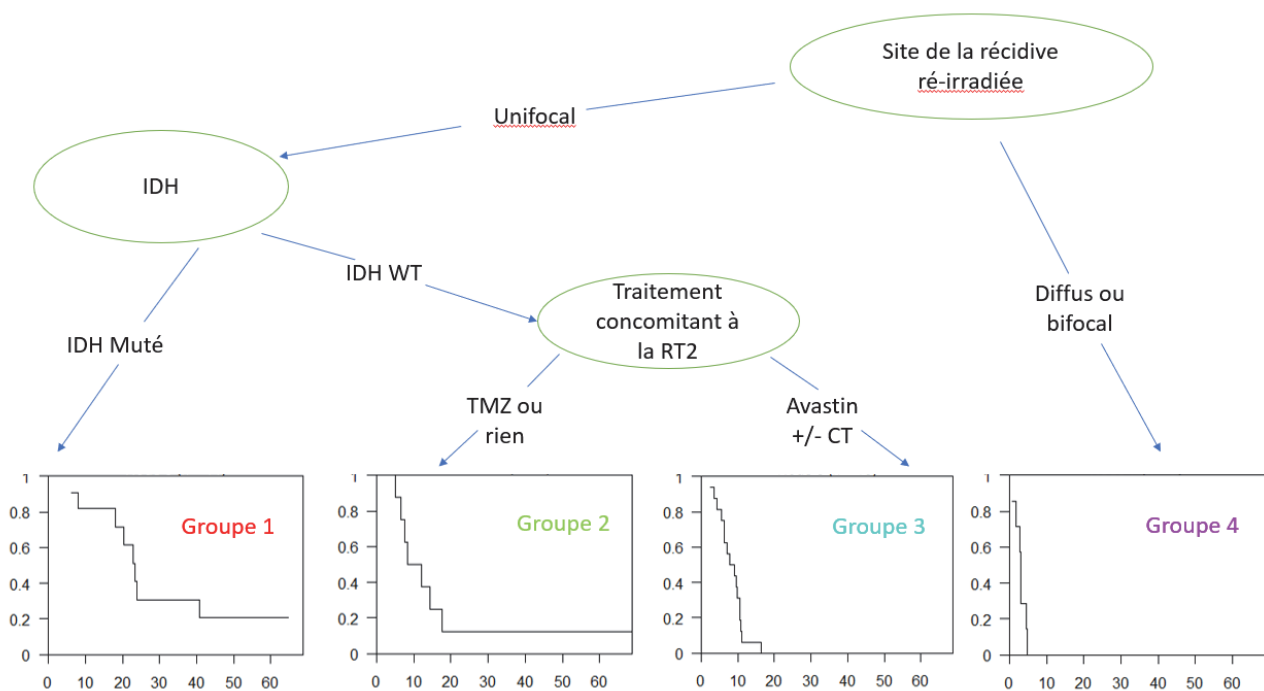 Site de la récidive
ré-irradiée
Unifocal
IDH
IDH WT
Traitement
concomitant à
la RT2
Diffus ou
bifocal
IDH Muté
TMZ ou
rien
Avastin
+/- CT
1
0.8
0.6
0.4
0.2
0
Groupe 1
0 10 20 30 40 50 60
1
0.8
0.6
0.4
0.2
0
Groupe 2
0 10 20 30 40 50 60
1
0.8
0.6
0.4
0.2
0
Groupe 3
0 10 20 30 40 50 60
1
0.8
0.6
0.4
0.2
0
Groupe 4
0 10 20 30 40 50 60